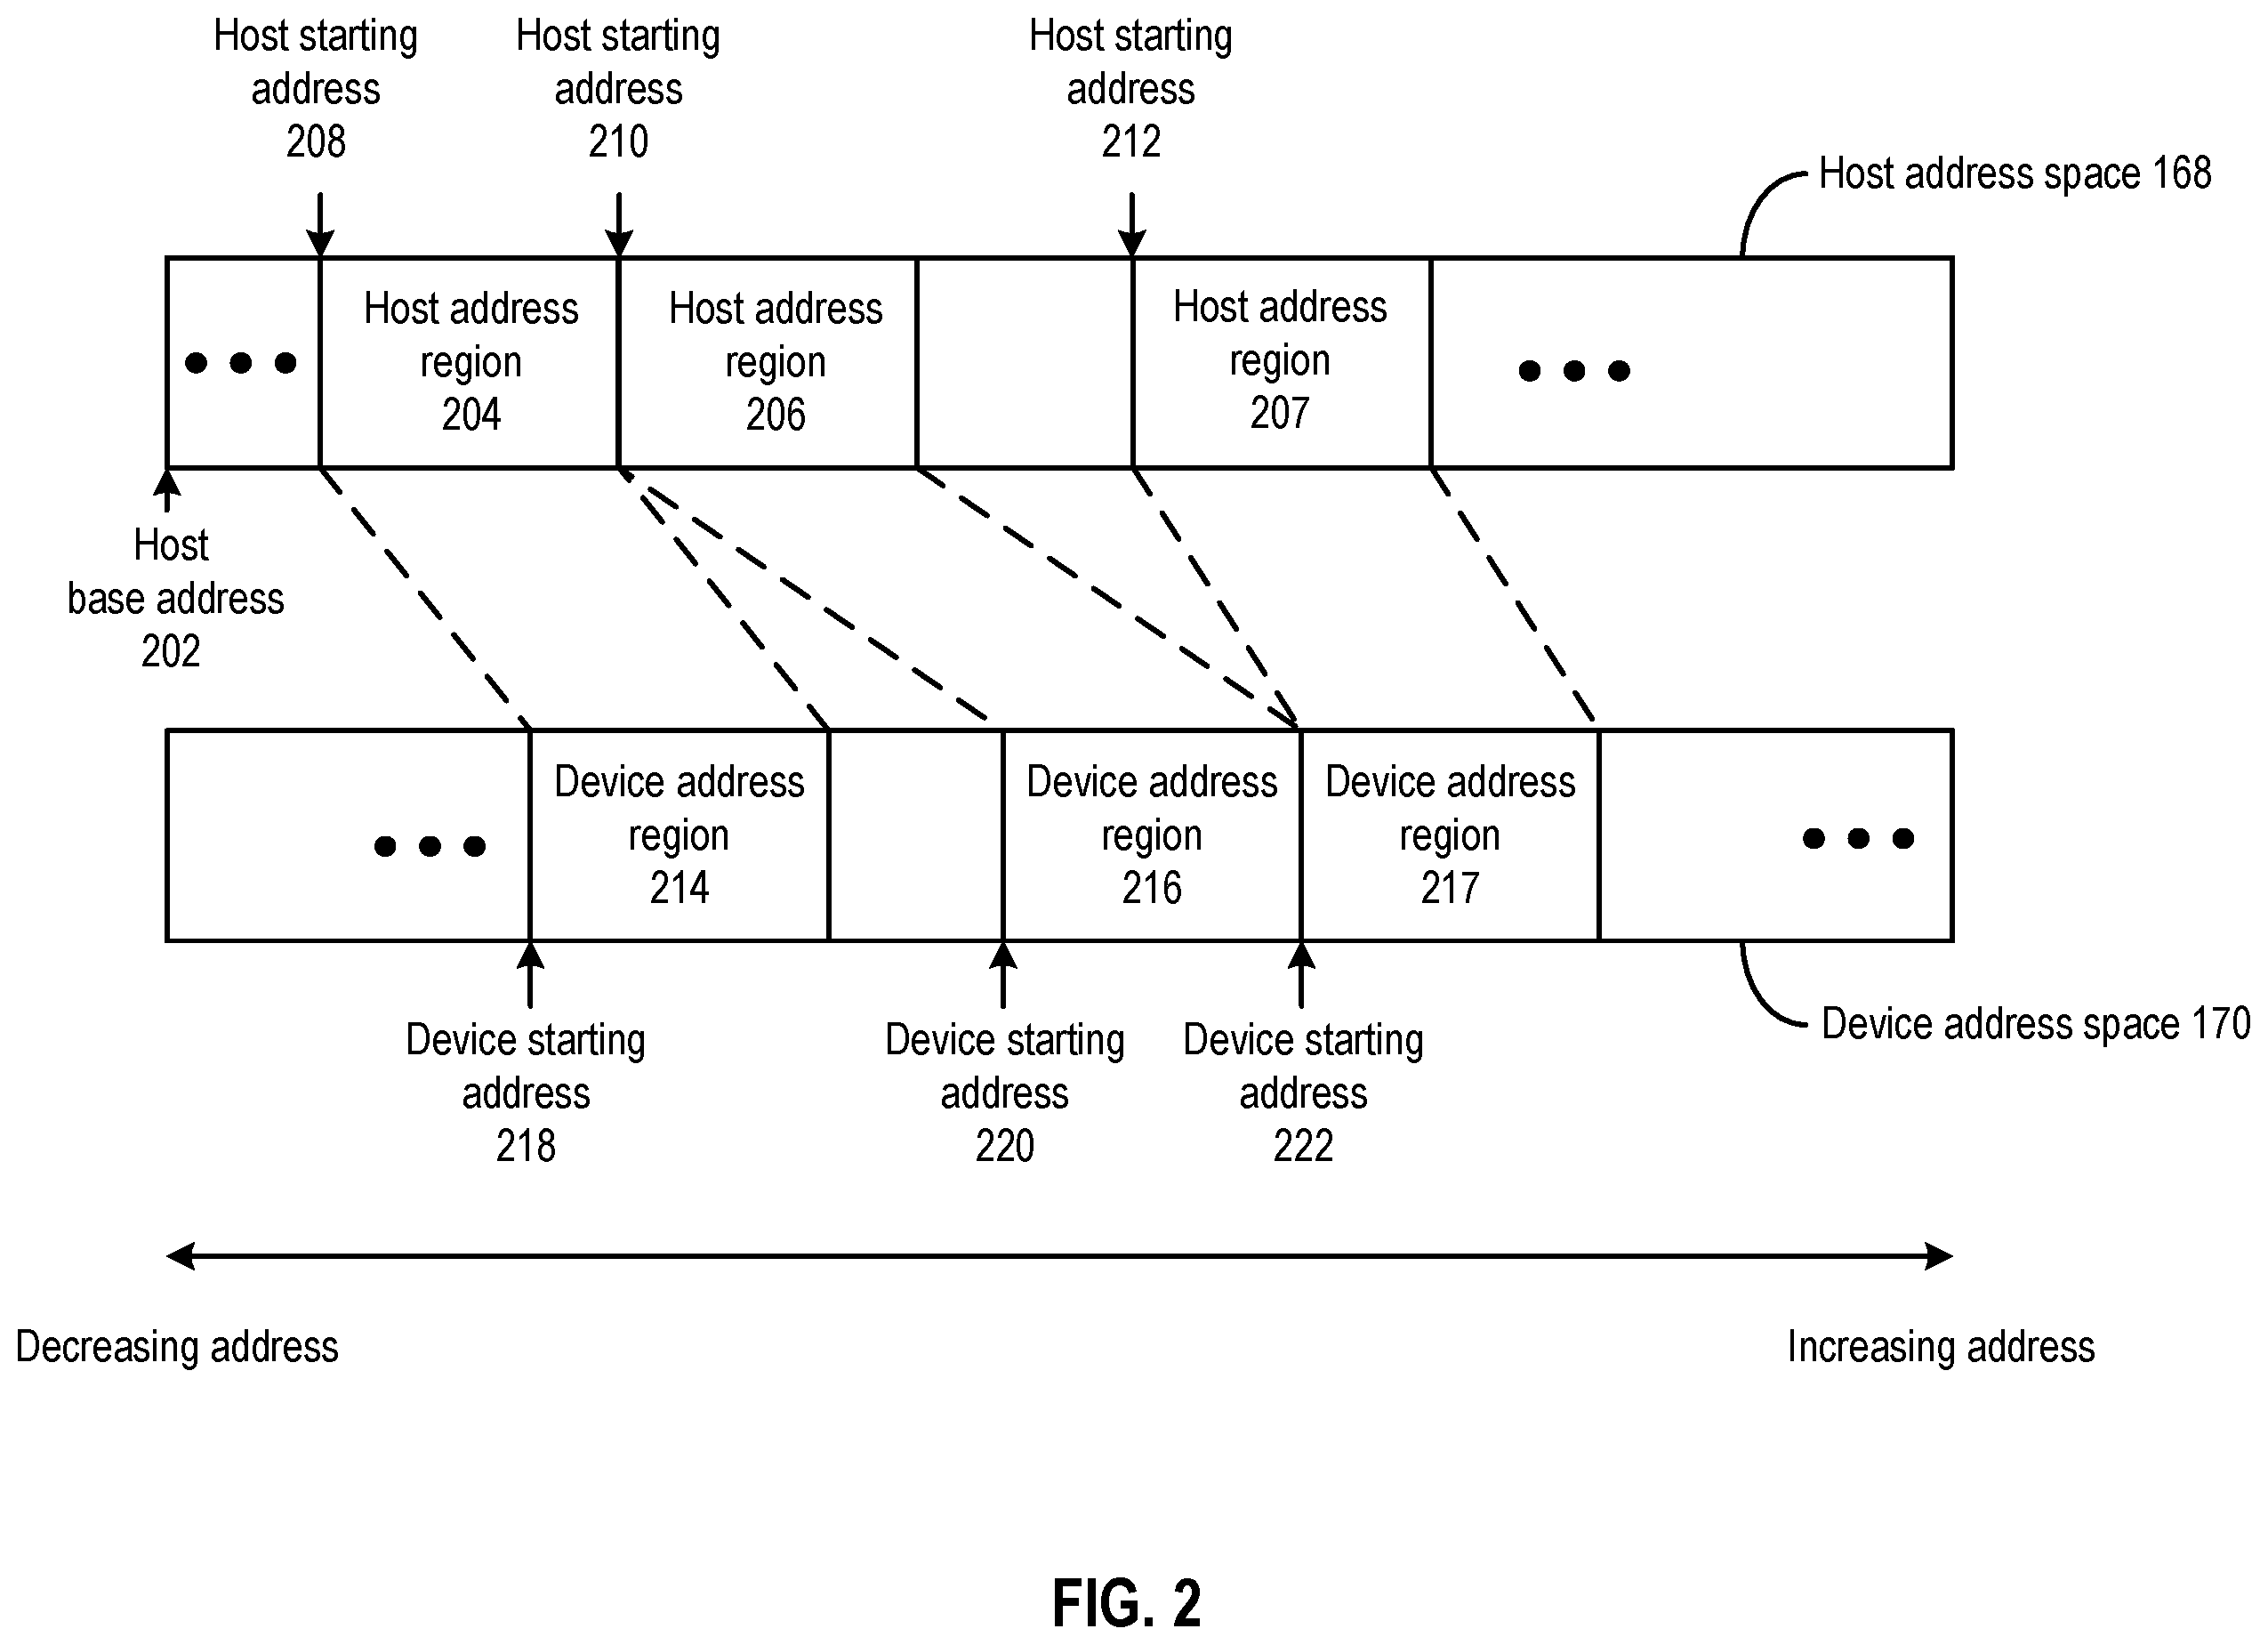 Host starting
address
208
Host starting
address
210
Host starting
address
212
Host address space 168
Host address
region
204
Host address
region
206
Host address
region
207
Host
base address
202
Device address
region
214
Device address
region
216
Device address
region
217
Device starting
address
218
Device starting
address
220
Device starting
address
222
Device address space 170
Decreasing address
Increasing address
FIG. 2